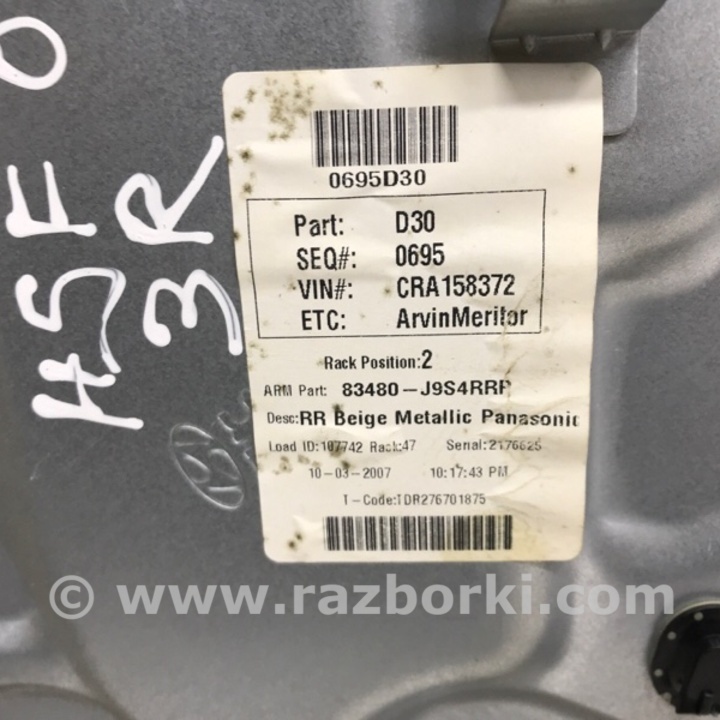 HSF0
3R
0695D30
Part: D30
SEQ#: 0695
VIN#: CRA158372
ETC: ArvinMeritor
Rack Position:2
ARM Part: 83480-J9S4RRP
Desc:RR Beige Metallic Panasonic
Load ID:107742 Rack:47 Serial:2176625
10-03-2007 10:17:43 PM
T-Code:TDR276701875
© www.razborki.com